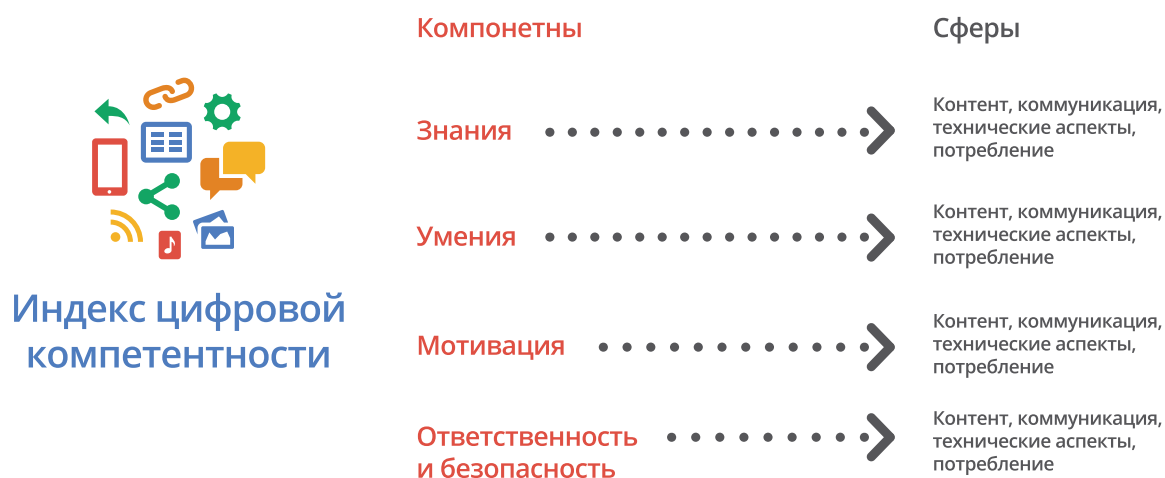 Компонетны
Сферы
Знания
Контент, коммуникация,
технические аспекты,
потребление
Умения
Контент, коммуникация,
технические аспекты,
потребление
Индекс цифровой
компетентности
Мотивация
Контент, коммуникация,
технические аспекты,
потребление
Ответственность
и безопасность
Контент, коммуникация,
технические аспекты,
потребление